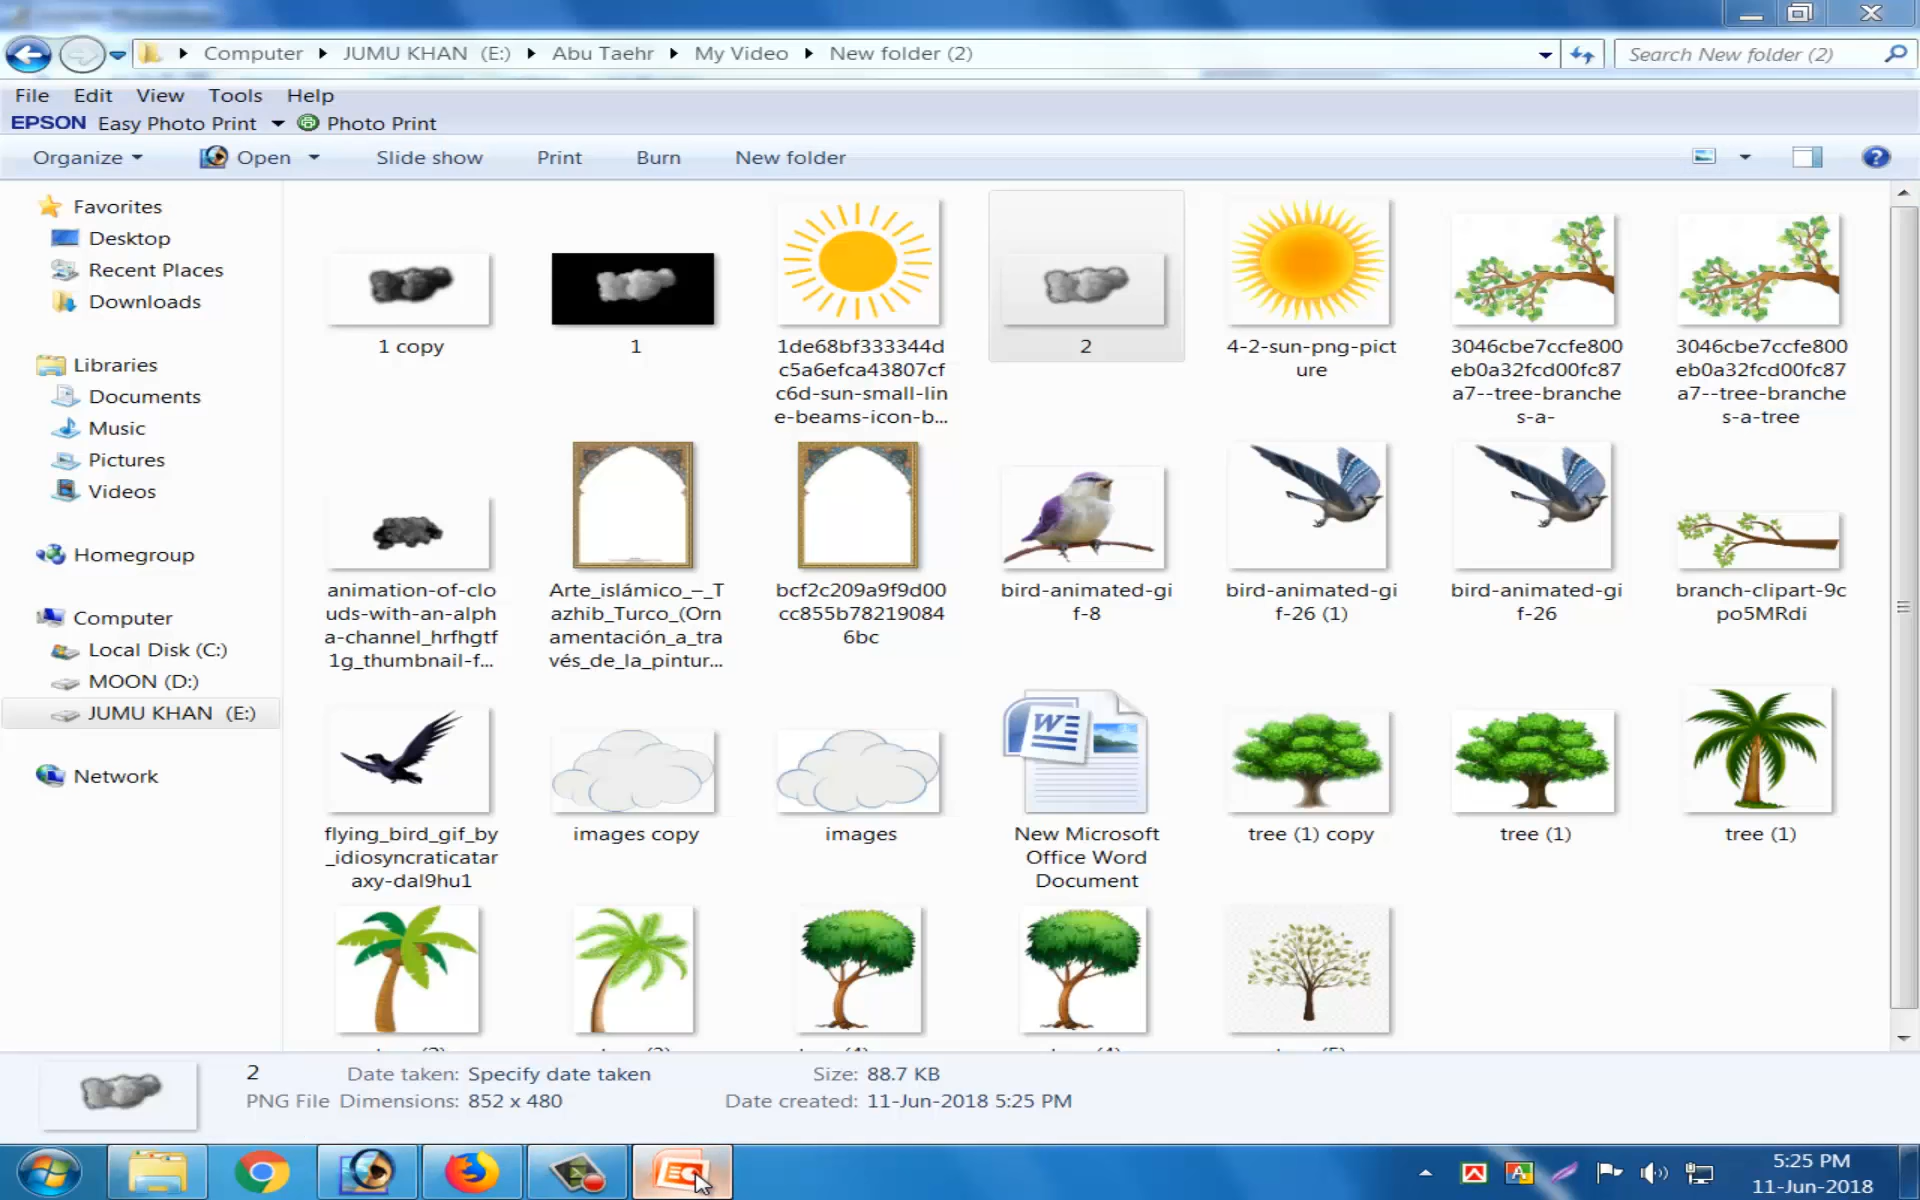 Computer ▸ JUMU KHAN (E:) ▸ Abu Taehr ▸ My Video ▸ New folder (2)
Search New folder (2)
File Edit View Tools Help
EPSON Easy Photo Print Photo Print
Organize Open Slide show Print Burn New folder
Favorites
Desktop
Recent Places
Downloads
Libraries
Documents
Music
Pictures
Videos
Homegroup
Computer
Local Disk (C:)
MOON (D:)
JUMU KHAN (E:)
Network
1 copy
1
1de68bf333344d
c5a6efca43807cf
c6d-sun-small-lin
e-beams-icon-b...
2
4-2-sun-png-pict
ure
3046cbe7ccfe800
eb0a32fcd00fc87
a7--tree-branche
s-a-
3046cbe7ccfe800
eb0a32fcd00fc87
a7--tree-branche
s-a-tree
animation-of-clo
uds-with-an-alph
a-channel_hrfhgtf
1g_thumbnail-f...
Arte_islámico_–_T
azhib_Turco_(Orn
amentación_a_tra
vés_de_la_pintur...
bcf2c209a9f9d00
cc855b78219084
6bc
bird-animated-gi
f-8
bird-animated-gi
f-26 (1)
bird-animated-gi
f-26
branch-clipart-9c
po5MRdi
flying_bird_gif_by
_idiosyncraticatar
axy-dal9hu1
images copy
images
New Microsoft
Office Word
Document
tree (1) copy
tree (1)
tree (1)
2
Date taken: Specify date taken
Size: 88.7 KB
PNG File Dimensions: 852 x 480
Date created: 11-Jun-2018 5:25 PM
5:25 PM
11-Jun-2018